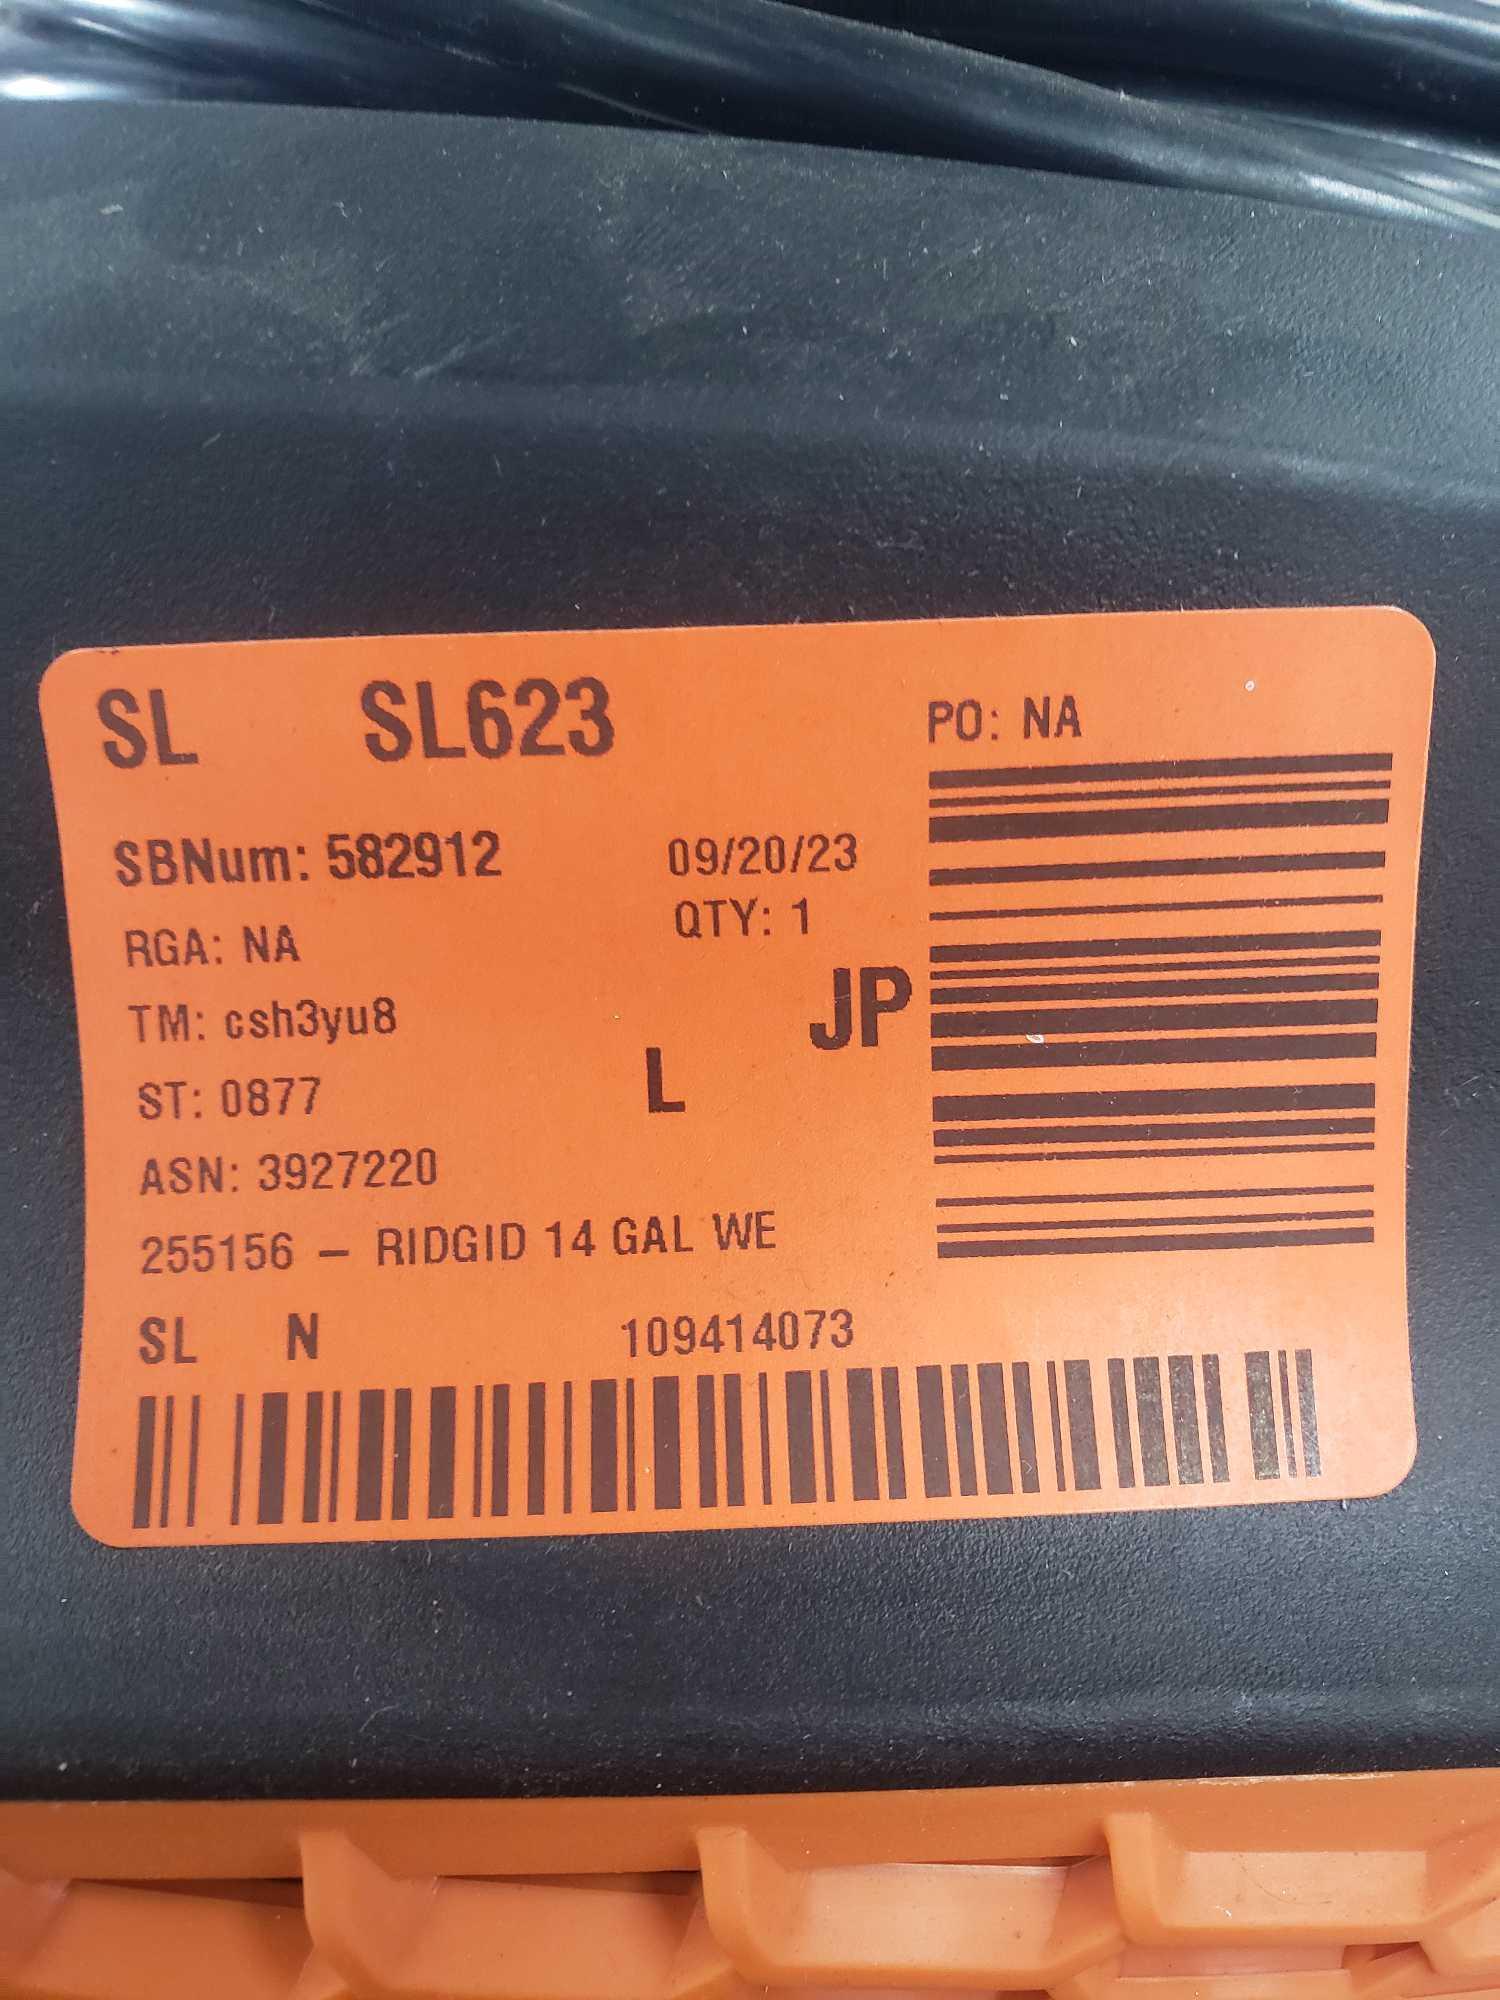 SL SL623
PO: NA
SBNum: 582912 09/20/23
RGA: NA QTY: 1
TM: csh3yu8 JP
ST: 0877 L
ASN: 3927220
255156 – RIDGID 14 GAL WE
SL N 109414073